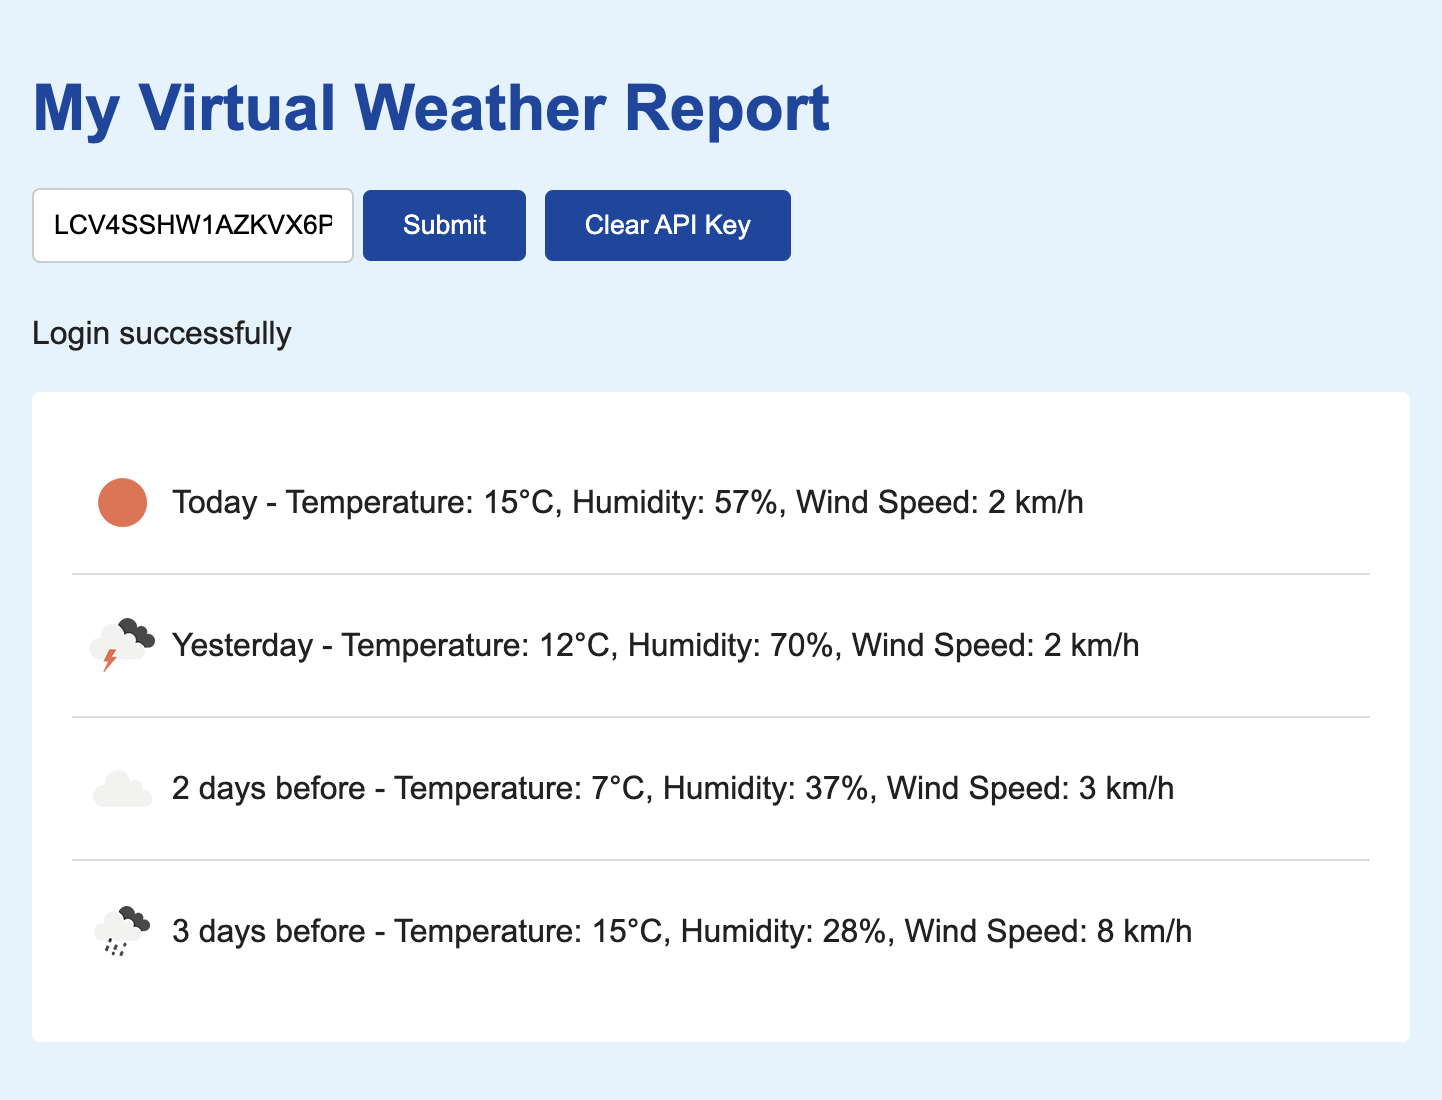 My Virtual Weather Report
LCV4SSHW1AZKVX6P Submit Clear API Key
Login successfully
Today - Temperature: 15°C, Humidity: 57%, Wind Speed: 2 km/h
Yesterday - Temperature: 12°C, Humidity: 70%, Wind Speed: 2 km/h
2 days before - Temperature: 7°C, Humidity: 37%, Wind Speed: 3 km/h
3 days before - Temperature: 15°C, Humidity: 28%, Wind Speed: 8 km/h